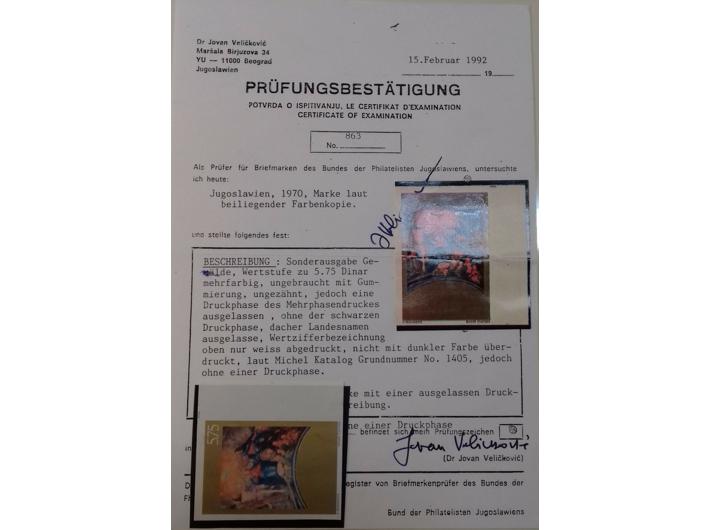 Dr Jovan Veličković
Maršala Birjuzova 34
YU — 11000 Beograd
Jugoslawien
15.Februar 1992
19
PRÜFUNGSBESTÄTIGUNG
POTVRDA O ISPITIVANJU, LE CERTIFIKAT D'EXAMINATION
CERTIFICATE OF EXAMINATION
863
No.
Als Prüfer für Briefmarken des Bundes der Philatelisten Jugoslawiens, untersuchte
ich heute:
Jugoslawien, 1970, Marke laut
beiliegender Farbenkopie.
und stellte folgendes fest:
BESCHREIBUNG : Sonderausgabe Ge-
mälde, Wertstufe zu 5.75 Dinar
mehrfarbig, ungebraucht mit Gum-
mierung, ungezähnt, jedoch eine
Druckphase des Mehrphasendruckes
ausgelassen , ohne der schwarzen
Druckphase, dacher Landesnamen
ausgelasse, Wertzifferbezeichnung
oben nur weiss abgedruckt, nicht mit dunkler Farbe über-
druckt, laut Michel Katalog Grundnummer No. 1405, jedoch
ohne einer Druckphase.
ke mit einer ausgelassen Druck-
reibung.
ne einer Druckphase
befindet sich mein Prüfungszeichen
Jovan Veličković
(Dr Jovan Veličković)
575
in
D
register von Briefmerkenprüfer des Bundes der
Bund der Philatelisten Jugoslawiens